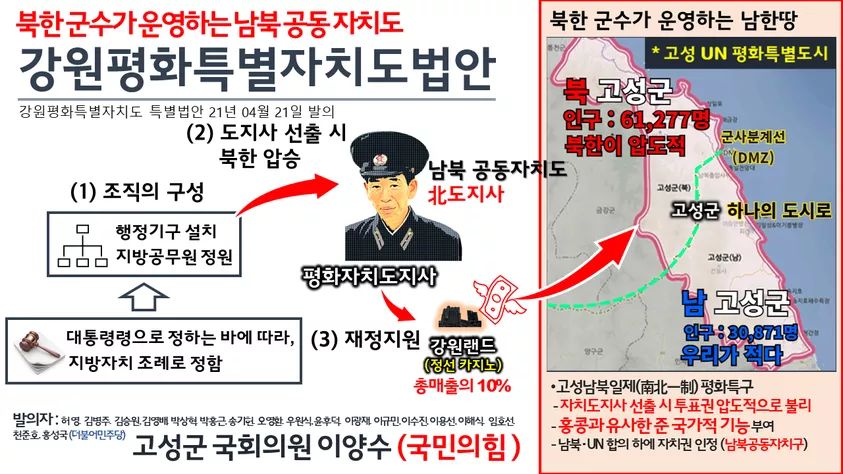 북한 군수가 운영하는 남북 공동 자치도
강원평화특별자치도법안
강원평화특별자치도 특별법안 21년 04월 21일 발의
(2) 도지사 선출 시
북한 압승
(1) 조직의 구성
행정기구 설치
지방공무원 정원
대통령령으로 정하는 바에 따라,
지방자치 조례로 정함
남북 공동자치도
北도지사
평화자치도지사
(3) 재정지원
강원랜드
(정선 카지노)
총매출의 10%
발의자 : 허영, 김병주, 김승원, 김영배, 박상혁, 박홍근, 송기헌, 오영환, 우원식, 윤후덕, 이광재, 이규민, 이수진, 이용선, 이해식, 임호선,
천준호, 홍성국 (더불어민주당)
고성군 국회의원 이양수 (국민의힘)
북한 군수가 운영하는 남한땅
* 고성 UN 평화특별도시
북 고성군
인구 : 61,277명
북한이 압도적
군사분계선
(DMZ)
고성군(북)
금강군
고성군 하나의 도시로
고성군(남)
남 고성군
인구 : 30,871명
우리가 적다
양구군
•고성남북일제(南北一制) 평화특구
- 자치도지사 선출 시 투표권 압도적으로 불리
- 홍콩과 유사한 준 국가적 기능 부여
- 남북·UN 합의 하에 자치권 인정 (남북공동자치구)